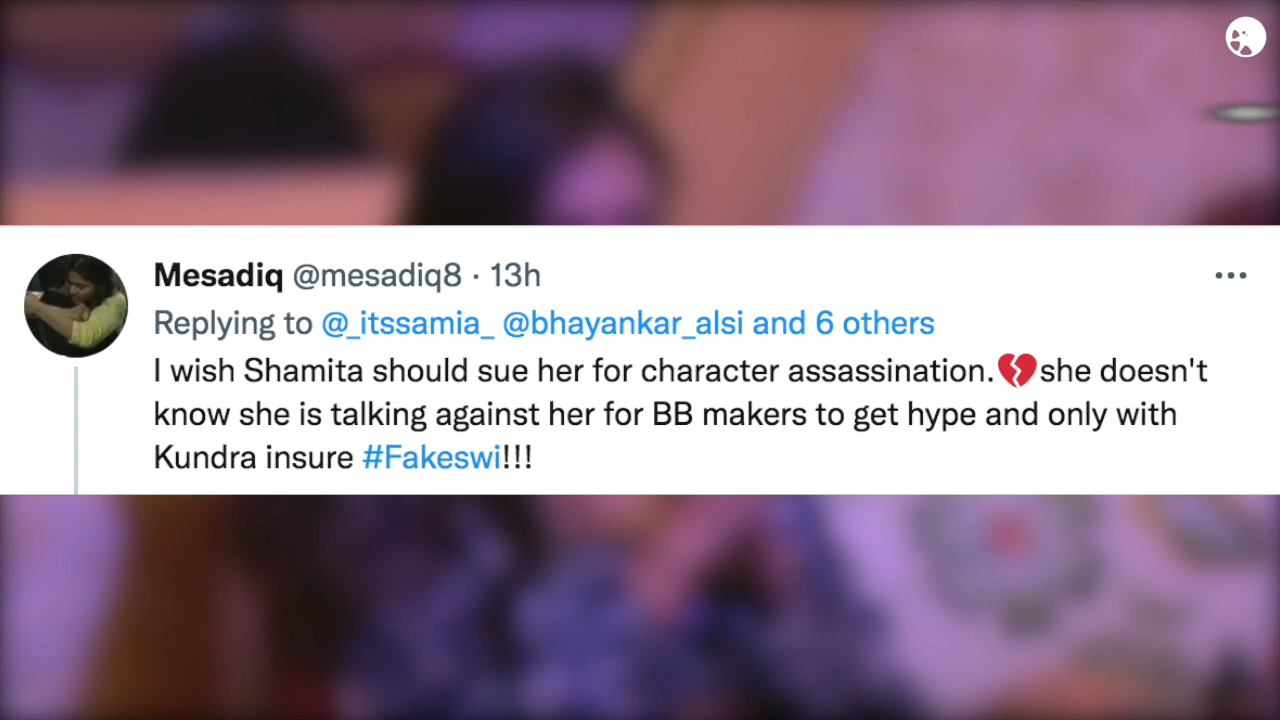 Mesadiq @mesadiq8 · 13h
Replying to @_itssamia_ @bhayankar_alsi and 6 others
I wish Shamita should sue her for character assassination.💔she doesn't
know she is talking against her for BB makers to get hype and only with
Kundra insure #Fakeswi!!!